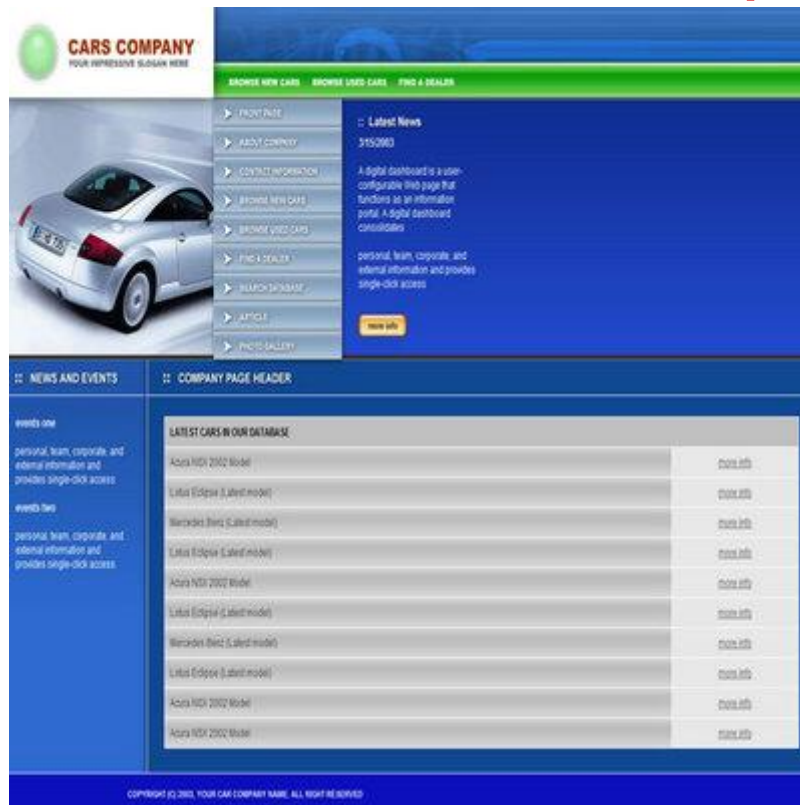 CARS COMPANY
YOUR IMPRESSIVE SLOGAN HERE
BROWSE NEW CARS BROWSE USED CARS FIND A DEALER
FRONT PAGE
ABOUT COMPANY
CONTACT INFORMATION
BROWSE NEW CARS
BROWSE USED CARS
FIND A DEALER
SEARCH DATABASE
ARTICLE
PHOTO GALLERY
:: Latest News
3/15/2003
A digital dashboard is a user-
configurable Web page that
functions as an information
portal. A digital dashboard
consolidates
personal, team, corporate, and
external information and provides
single-click access
more info
:: NEWS AND EVENTS
events one
personal, team, corporate, and
external information and
provides single-click access
events two
personal, team, corporate, and
external information and
provides single-click access
:: COMPANY PAGE HEADER
LATEST CARS IN OUR DATABASE
Acura NSX 2002 Model more info
Lotus Eclipse (Latest model) more info
Mercedes Benz (Latest model) more info
Lotus Eclipse (Latest model) more info
Acura NSX 2002 Model more info
Lotus Eclipse (Latest model) more info
Mercedes Benz (Latest model) more info
Lotus Eclipse (Latest model) more info
Acura NSX 2002 Model more info
Acura NSX 2002 Model more info
COPYRIGHT (C) 2003, YOUR CAR COMPANY NAME, ALL RIGHT RESERVED